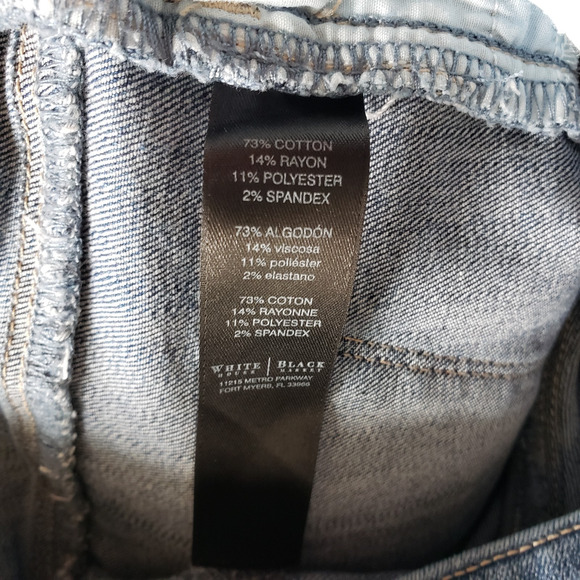 73% COTTON
14% RAYON
11% POLYESTER
2% SPANDEX
73% ALGODÓN
14% viscosa
11% poliéster
2% elastano
73% COTON
14% RAYONNE
11% POLYESTER
2% SPANDEX
WHITE | BLACK
HOUSE MARKET
11215 METRO PARKWAY
FORT MYERS, FL 33966